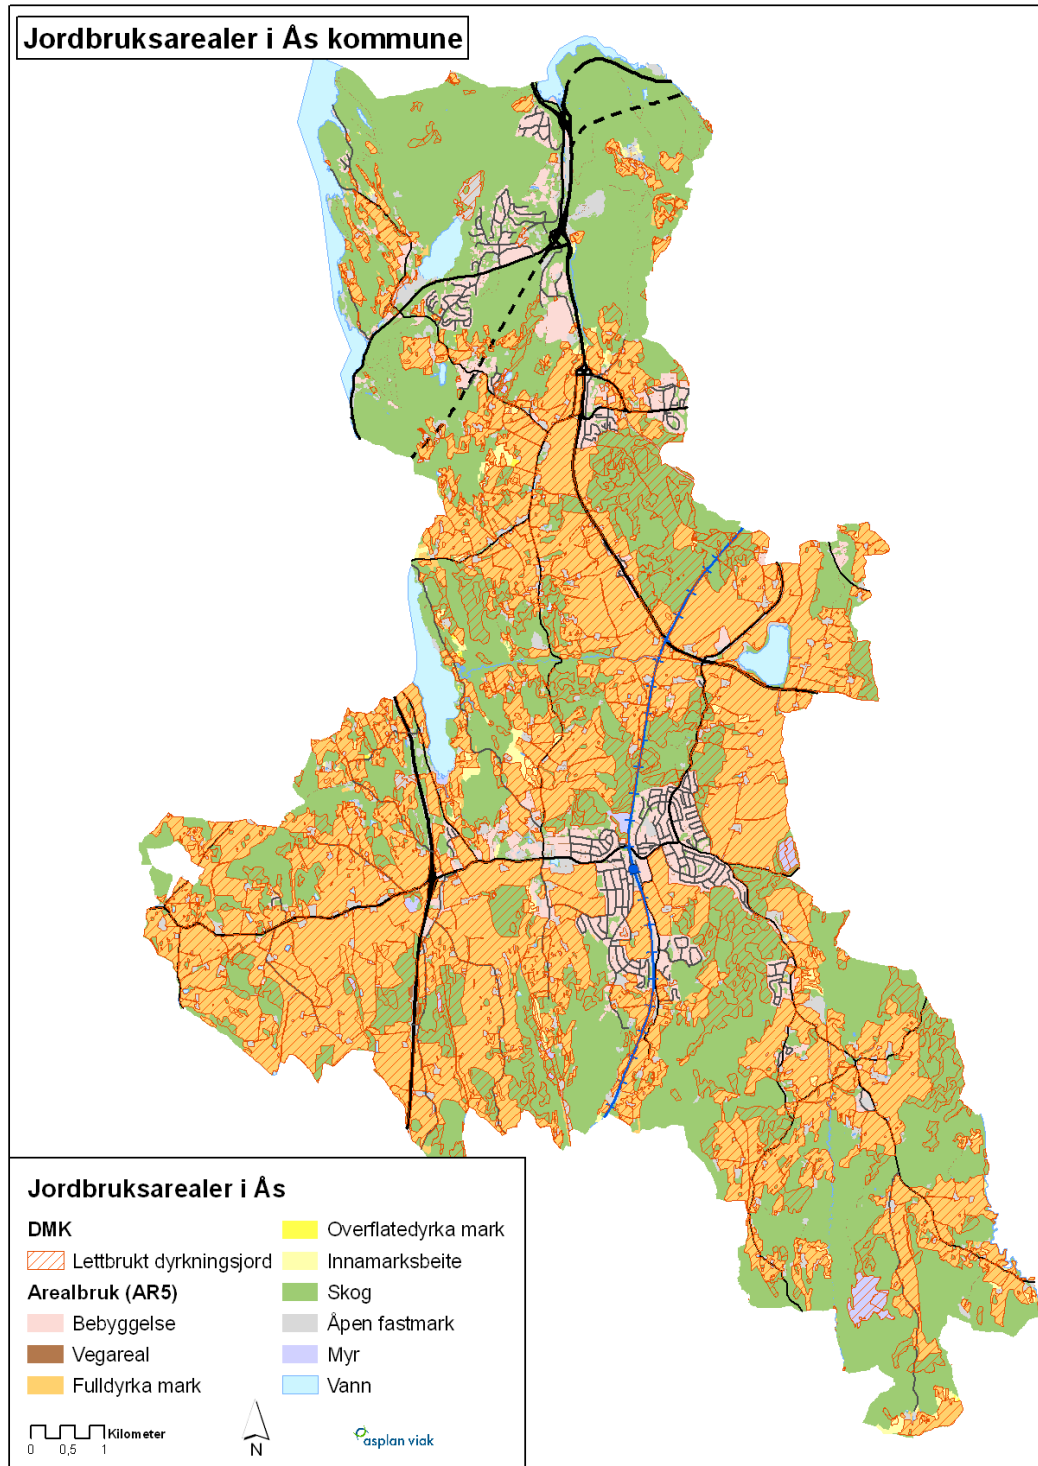 Jordbruksarealer i Ås kommune
Jordbruksarealer i Ås
DMK
Lettbrukt dyrkningsjord
Arealbruk (AR5)
Bebyggelse
Vegareal
Fulldyrka mark
Overflatedyrka mark
Innamarksbeite
Skog
Åpen fastmark
Myr
Vann
Kilometer
0 0,5 1
N
asplan viak